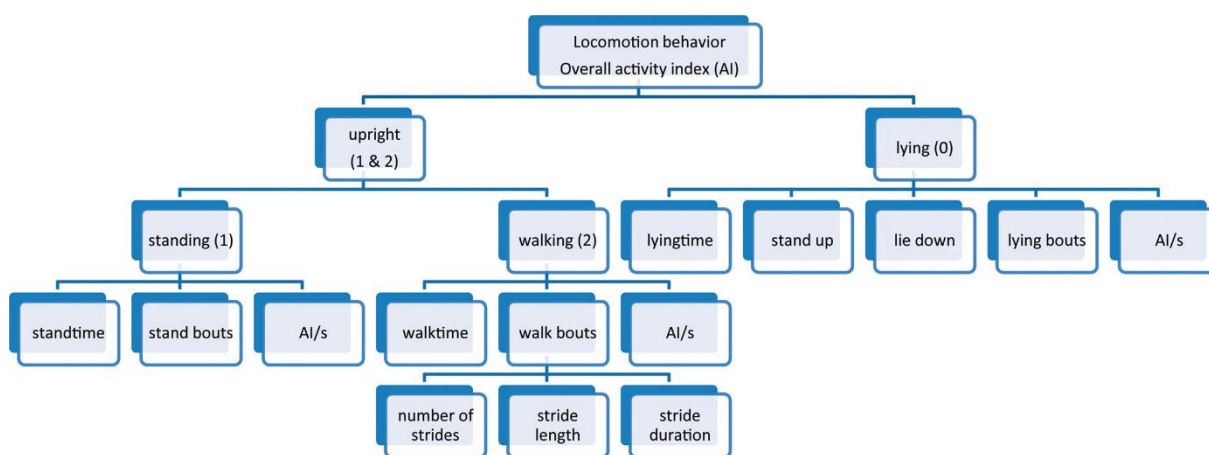 Locomotion behavior
Overall activity index (AI)
upright
(1 & 2)
lying (0)
standing (1)
walking (2)
lyingtime
stand up
lie down
lying bouts
AI/s
standtime
stand bouts
AI/s
walktime
walk bouts
AI/s
number of
strides
stride
length
stride
duration